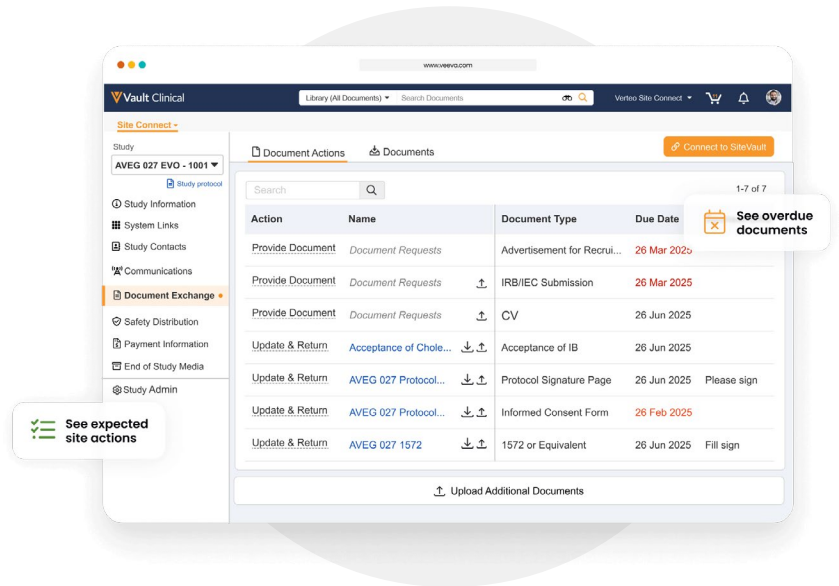 www.veeva.com
Vault Clinical
Library (All Documents)
Search Documents
Verteo Site Connect
Site Connect
Study
AVEG 027 EVO - 1001
Study protocol
Study Information
System Links
Study Contacts
Communications
Document Exchange
Safety Distribution
Payment Information
End of Study Media
Study Admin
Document Actions
Documents
Connect to SiteVault
Search
1-7 of 7
Action Name Document Type Due Date
Provide Document Document Requests Advertisement for Recrui... 26 Mar 2025
Provide Document Document Requests IRB/IEC Submission 26 Mar 2025
Provide Document Document Requests CV 26 Jun 2025
Update & Return Acceptance of Chole... Acceptance of IB 26 Jun 2025
Update & Return AVEG 027 Protocol... Protocol Signature Page 26 Jun 2025 Please sign
Update & Return AVEG 027 Protocol... Informed Consent Form 26 Feb 2025
Update & Return AVEG 027 1572 1572 or Equivalent 26 Jun 2025 Fill sign
Upload Additional Documents
See overdue
documents
See expected
site actions